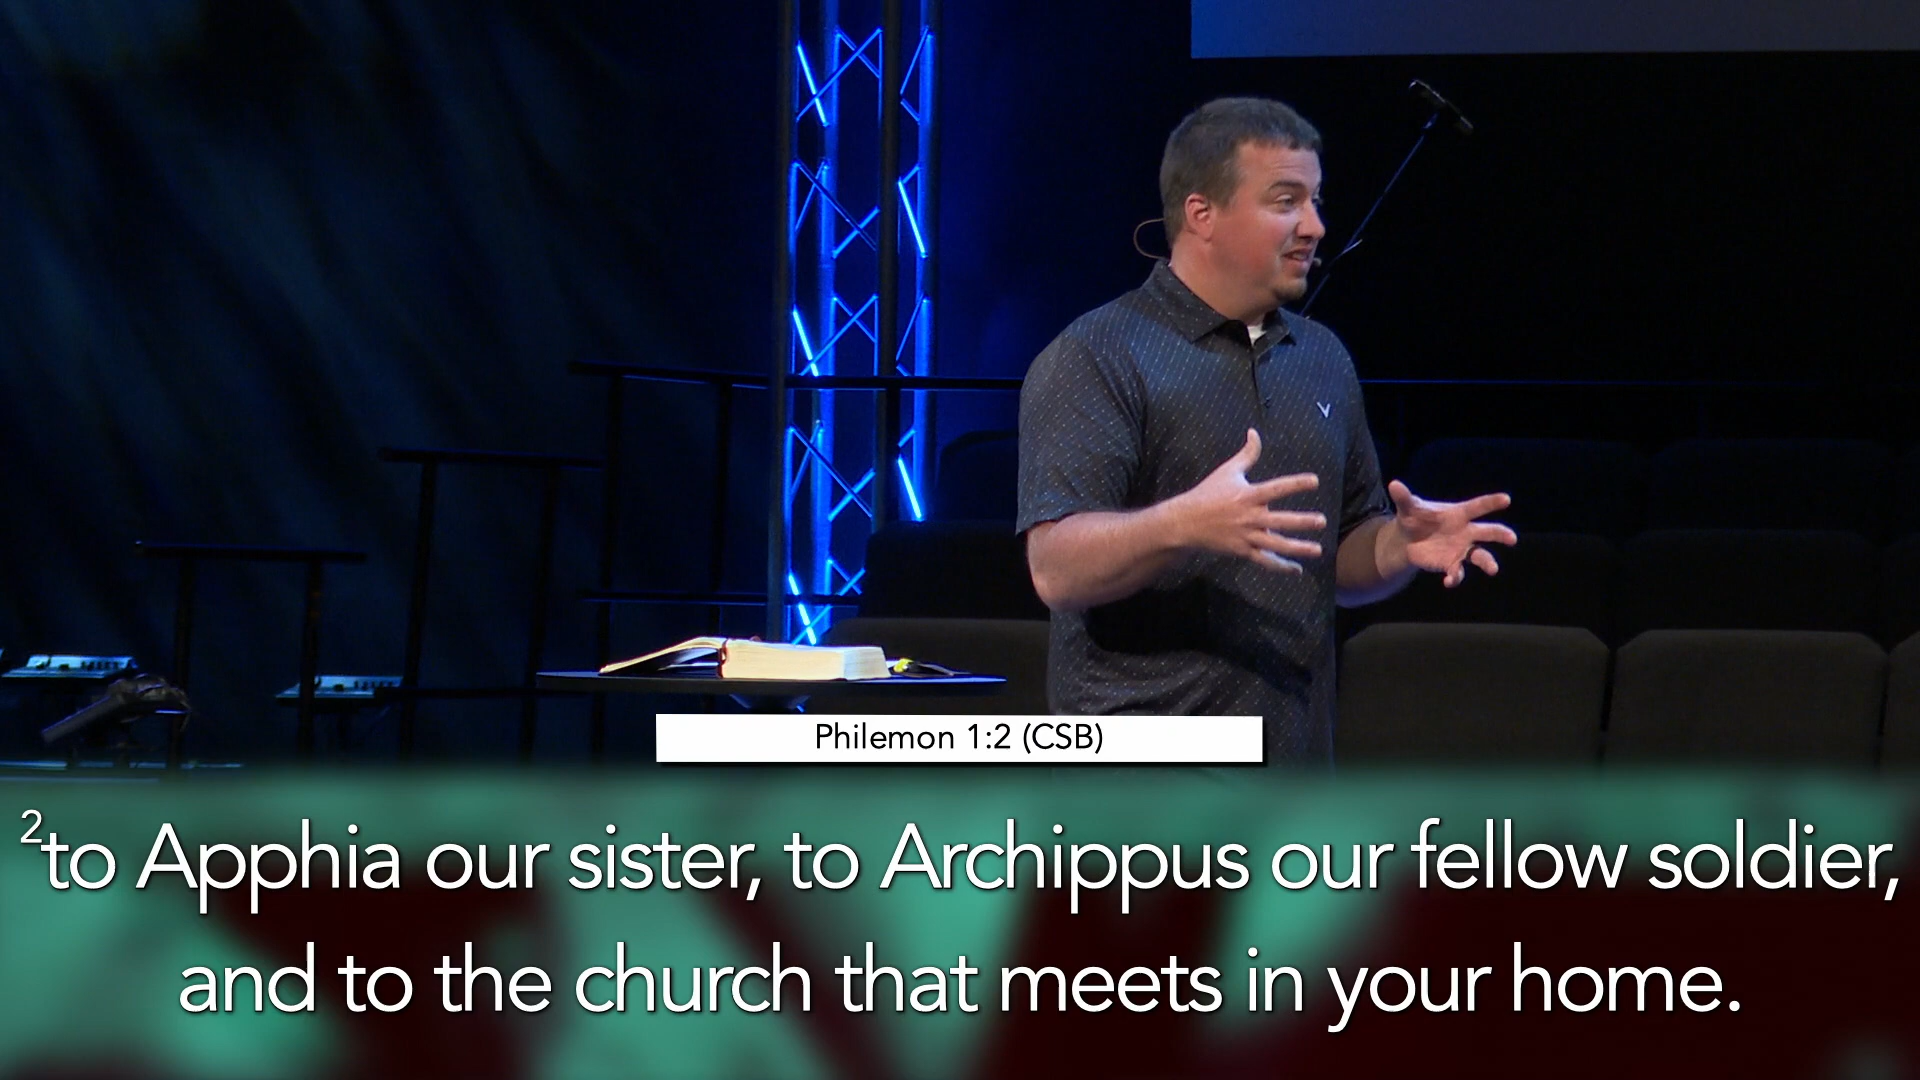 Philemon 1:2 (CSB)
²to Apphia our sister, to Archippus our fellow soldier,
and to the church that meets in your home.